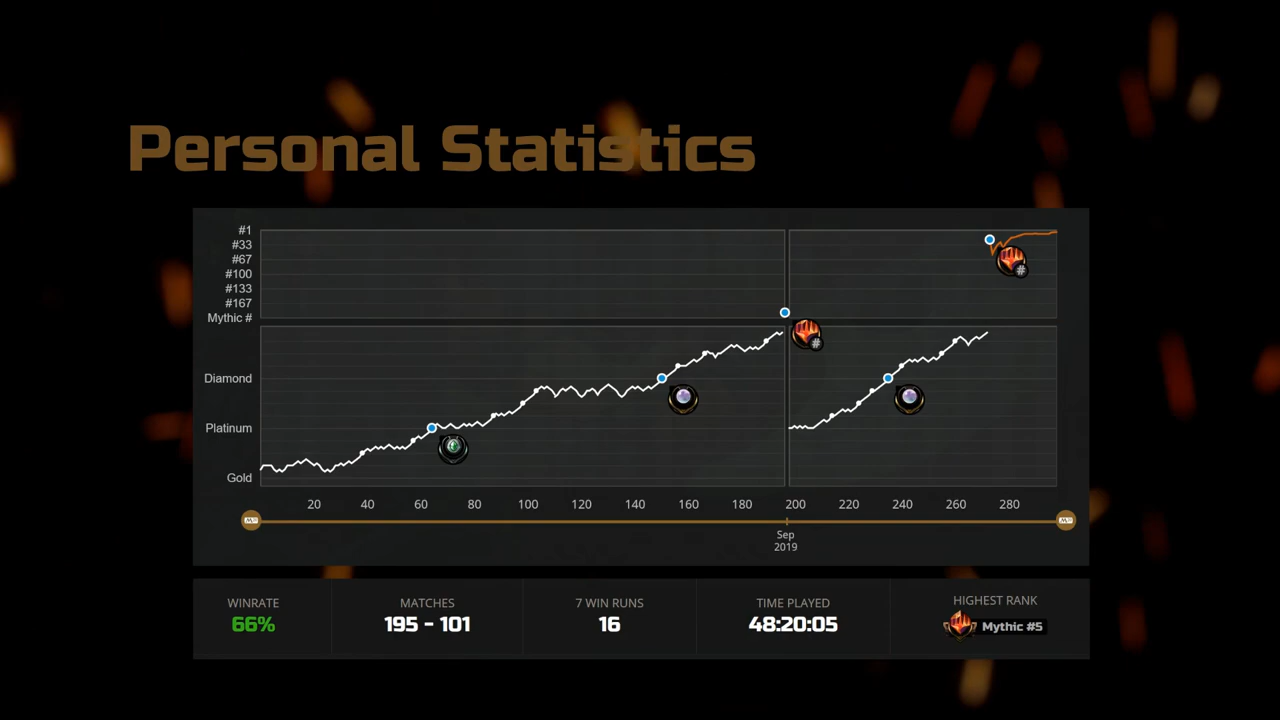 Personal Statistics
#1
#33
#67
#100
#133
#167
Mythic #
#
#
Diamond
Platinum
Gold
20 40 60 80 100 120 140 160 180 200 220 240 260 280
Sep
2019
WINRATE MATCHES 7 WIN RUNS TIME PLAYED HIGHEST RANK
66% 195 - 101 16 48:20:05 Mythic #5